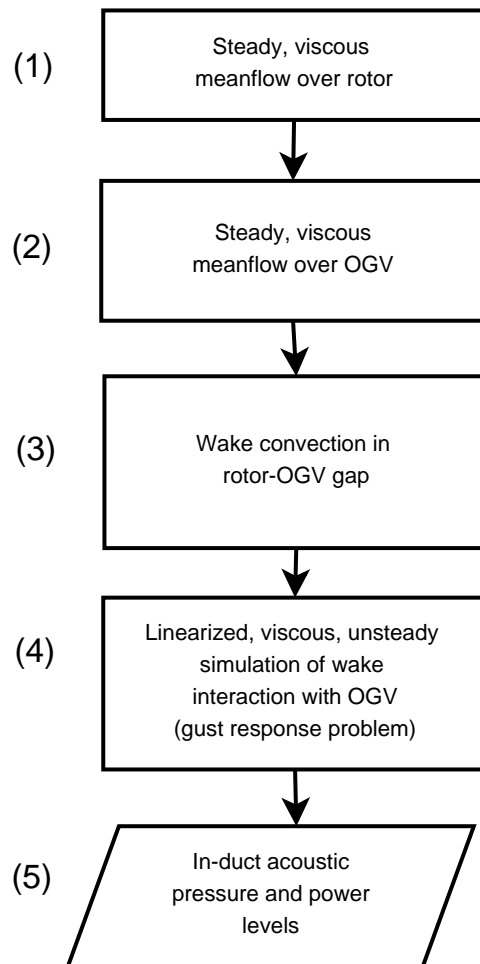 (1)
Steady, viscous
meanflow over rotor
(2)
Steady, viscous
meanflow over OGV
(3)
Wake convection in
rotor-OGV gap
(4)
Linearized, viscous, unsteady
simulation of wake
interaction with OGV
(gust response problem)
(5)
In-duct acoustic
pressure and power
levels